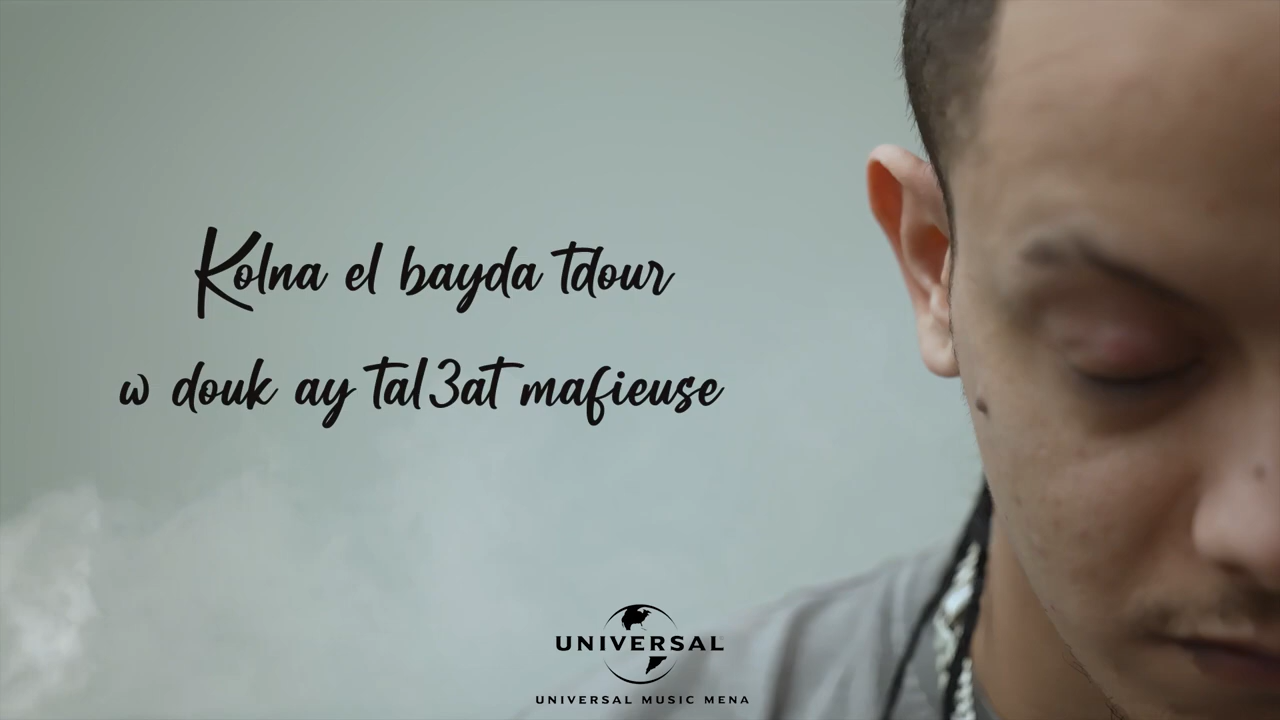 Kolna el bayda tdour
w douk ay tal3at mafieuse
UNIVERSAL
UNIVERSAL MUSIC MENA